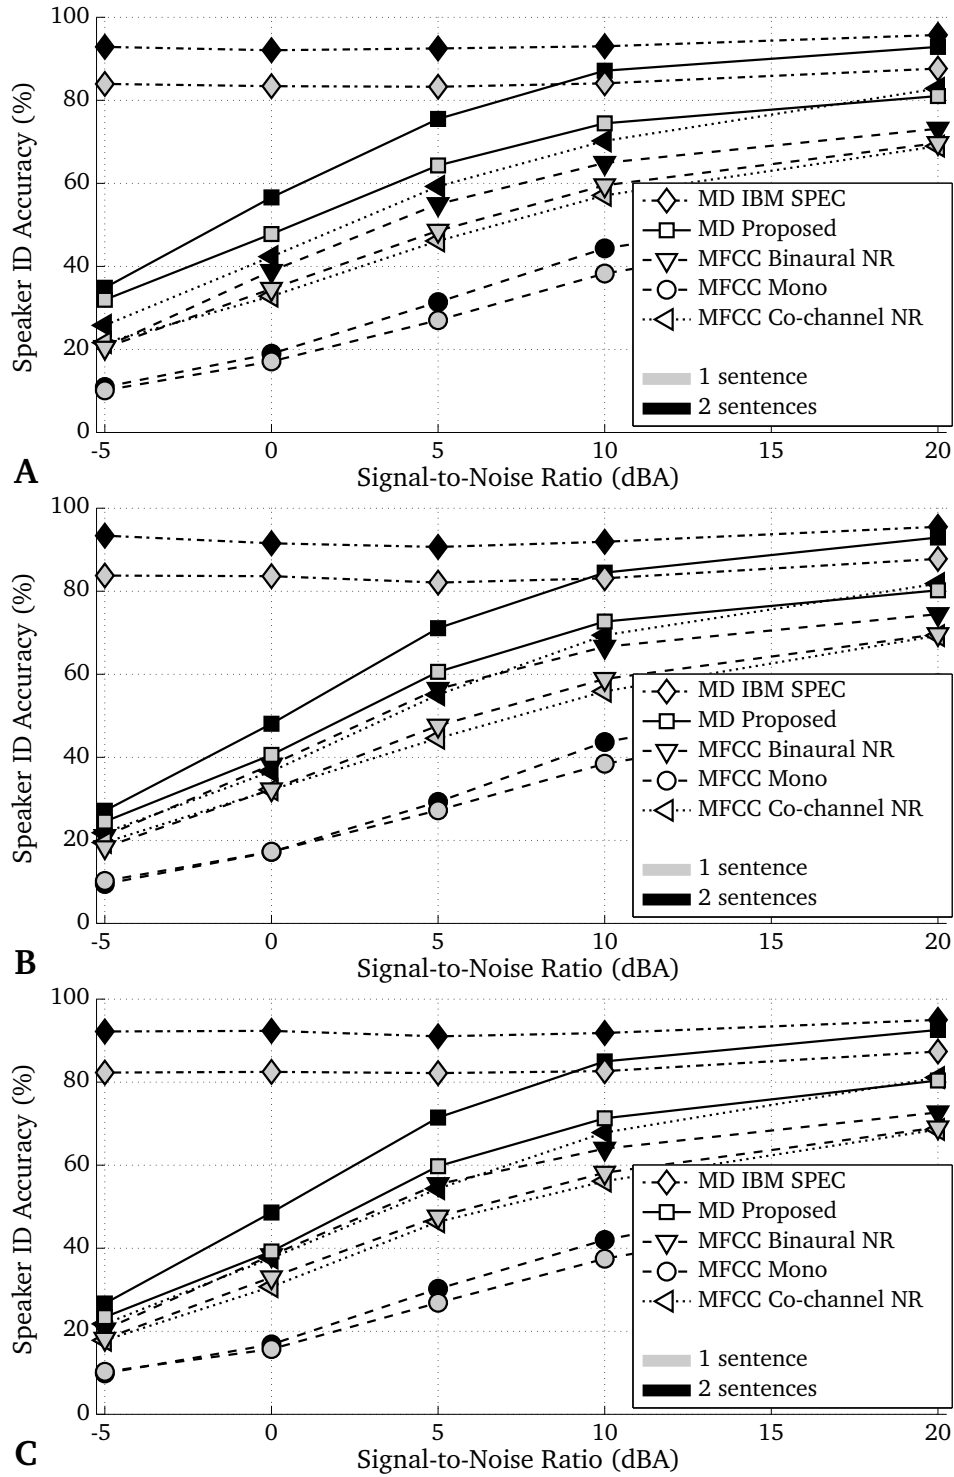 100
80
60
40
20
0
Speaker ID Accuracy (%)
MD IBM SPEC
MD Proposed
MFCC Binaural NR
MFCC Mono
MFCC Co-channel NR
1 sentence
2 sentences
-5 0 5 10 15 20
Signal-to-Noise Ratio (dBA)
A
100
80
60
40
20
0
Speaker ID Accuracy (%)
MD IBM SPEC
MD Proposed
MFCC Binaural NR
MFCC Mono
MFCC Co-channel NR
1 sentence
2 sentences
-5 0 5 10 15 20
Signal-to-Noise Ratio (dBA)
B
100
80
60
40
20
0
Speaker ID Accuracy (%)
MD IBM SPEC
MD Proposed
MFCC Binaural NR
MFCC Mono
MFCC Co-channel NR
1 sentence
2 sentences
-5 0 5 10 15 20
Signal-to-Noise Ratio (dBA)
C